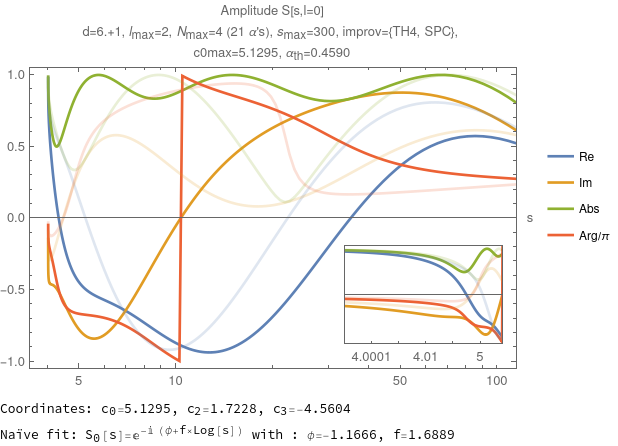 Amplitude S[s,l=0]
d=6.+1, lmax=2, Nmax=4 (21 α's), smax=300, improv={TH4, SPC},
c0max=5.1295, αth=0.4590
1.0
0.5
0.0
-0.5
-1.0
5
10
50
100
s
Re
Im
Abs
Arg/π
4.0001
4.01
5
Coordinates: c0=5.1295, c2=1.7228, c3=-4.5604
Naïve fit: S0[s]=e^-i (ϕ+f×Log[s]) with : ϕ=-1.1666, f=1.6889